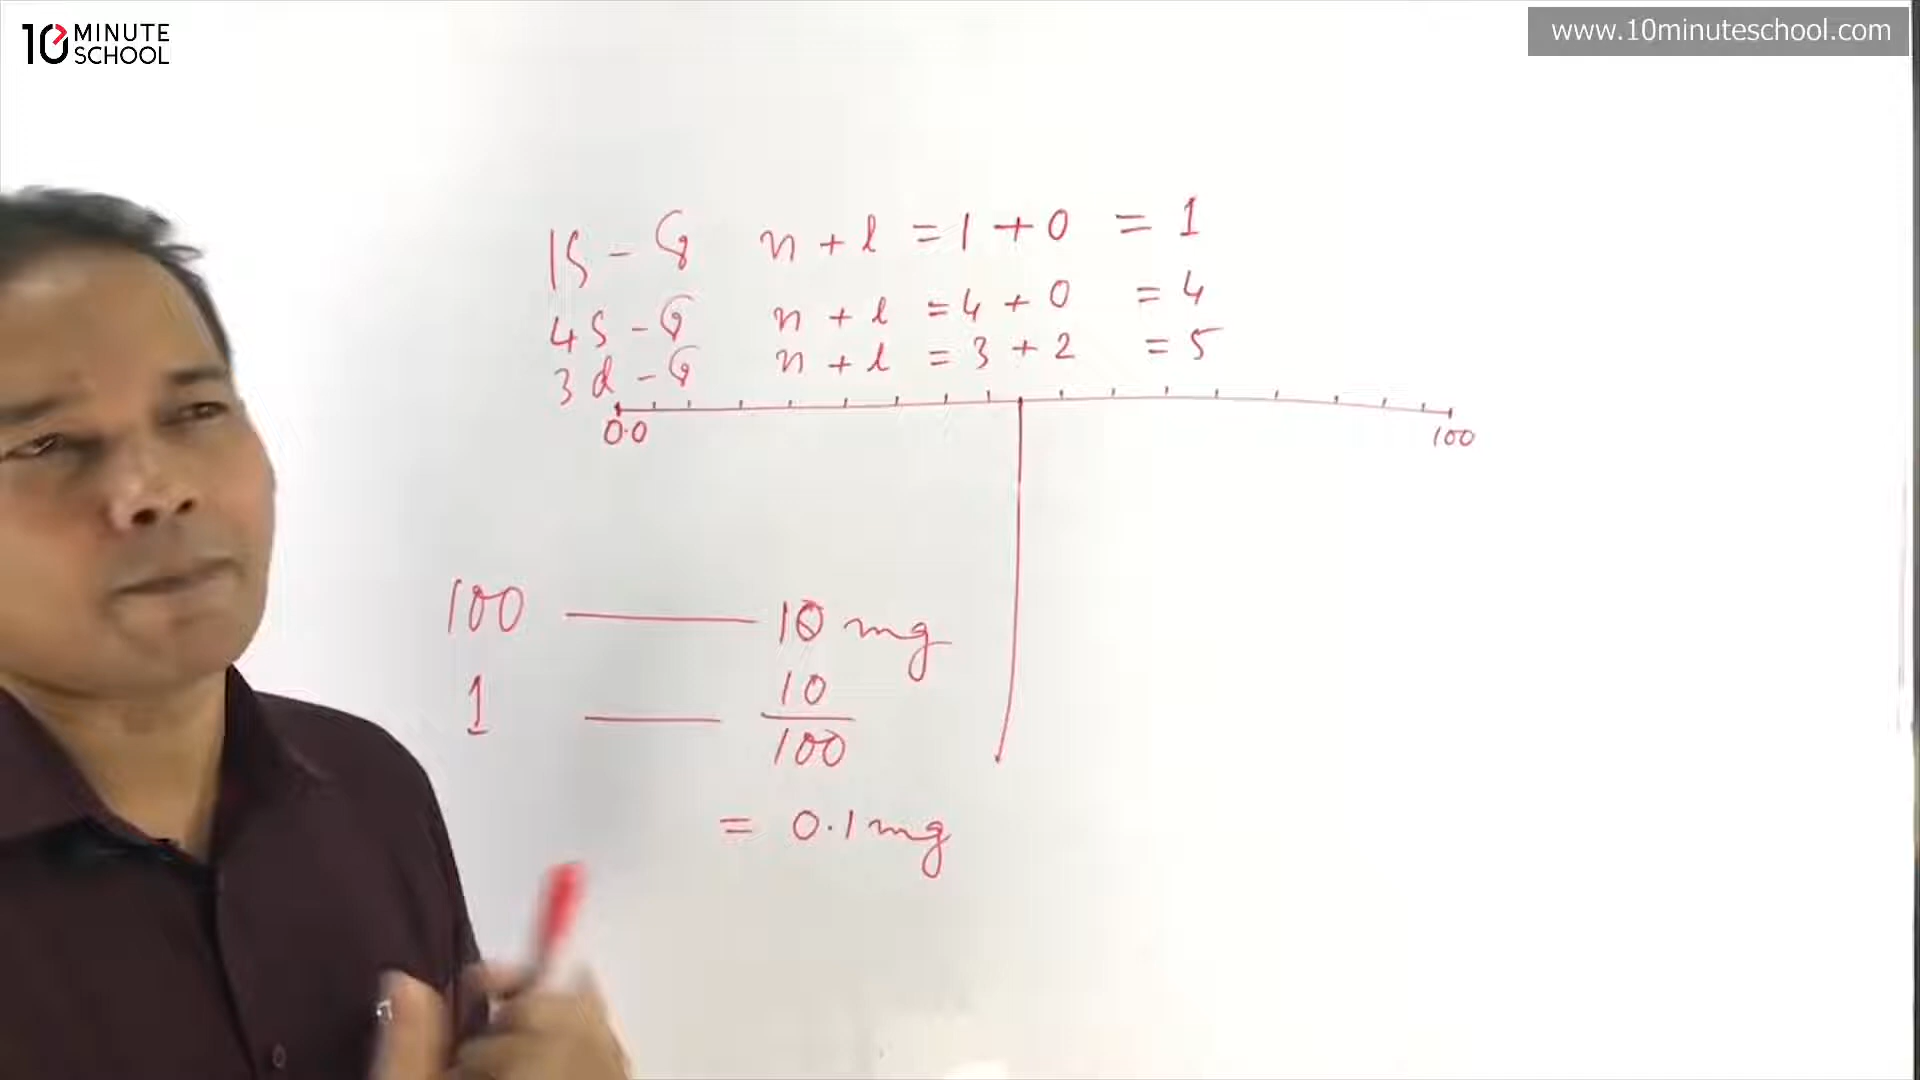 10 MINUTE SCHOOL
www.10minuteschool.com
1S - এ n + l = 1 + 0 = 1
4S - এ n + l = 4 + 0 = 4
3d - এ n + l = 3 + 2 = 5
0.0 100
100 — 10 mg
1 — 10/100
= 0.1 mg